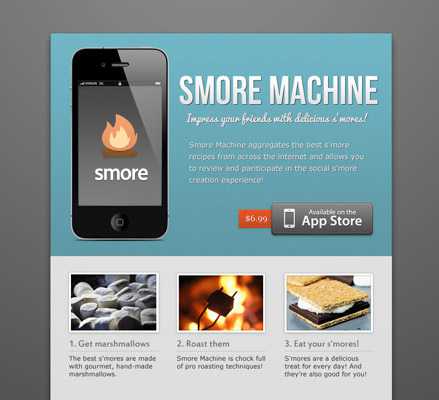 VIRGIN 3G
smore
SMORE MACHINE
Impress your friends with delicious s'mores!
Smore Machine aggregates the best s'more
recipes from across the internet and allows you
to review and pariticipate in the social s'more
creation experience!
$6.99
Available on the
App Store
1. Get marshmallows
The best s'mores are made
with gourmet, hand-made
marshmallows.
2. Roast them
Smore Machine is chock full
of pro roasting techniques!
3. Eat your s'mores!
S'mores are a delicious
treat for every day! And
they're also good for you!